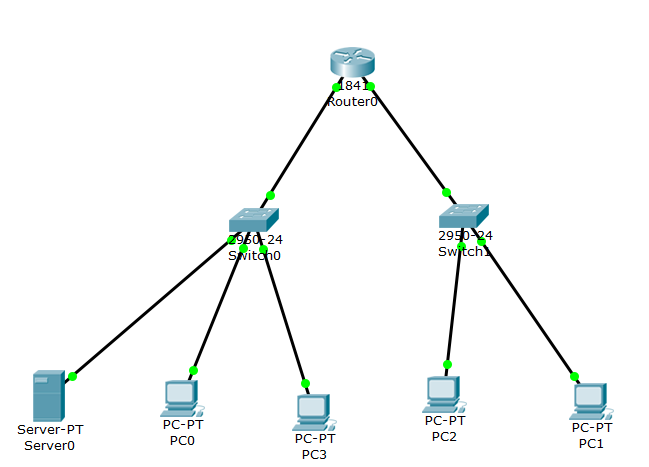 1841
Router0
2950-24
Switch0
2950-24
Switch1
Server-PT
Server0
PC-PT
PC0
PC-PT
PC3
PC-PT
PC2
PC-PT
PC1